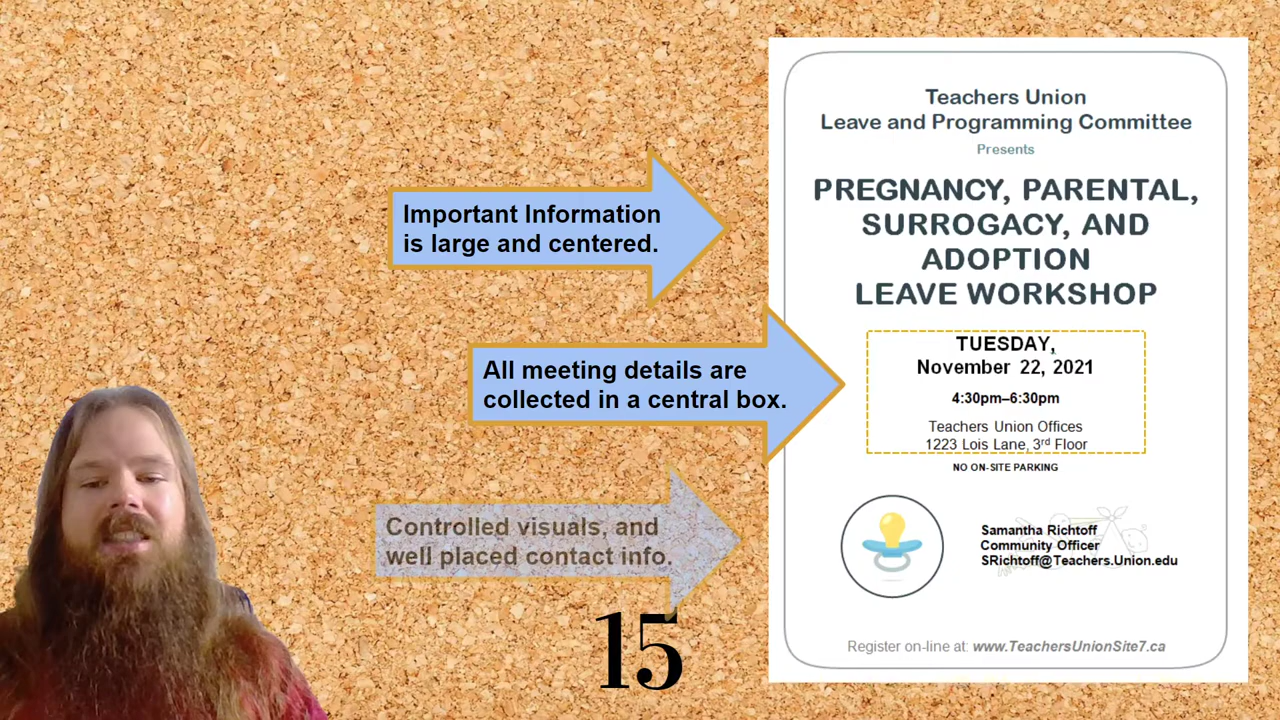 Important Information
is large and centered.
All meeting details are
collected in a central box.
Controlled visuals, and
well placed contact info.
15
Teachers Union
Leave and Programming Committee
Presents
PREGNANCY, PARENTAL,
SURROGACY, AND
ADOPTION
LEAVE WORKSHOP
TUESDAY,
November 22, 2021
4:30pm–6:30pm
Teachers Union Offices
1223 Lois Lane, 3rd Floor
NO ON-SITE PARKING
Samantha Richtoff
Community Officer
SRichtoff@Teachers.Union.edu
Register on-line at: www.TeachersUnionSite7.ca